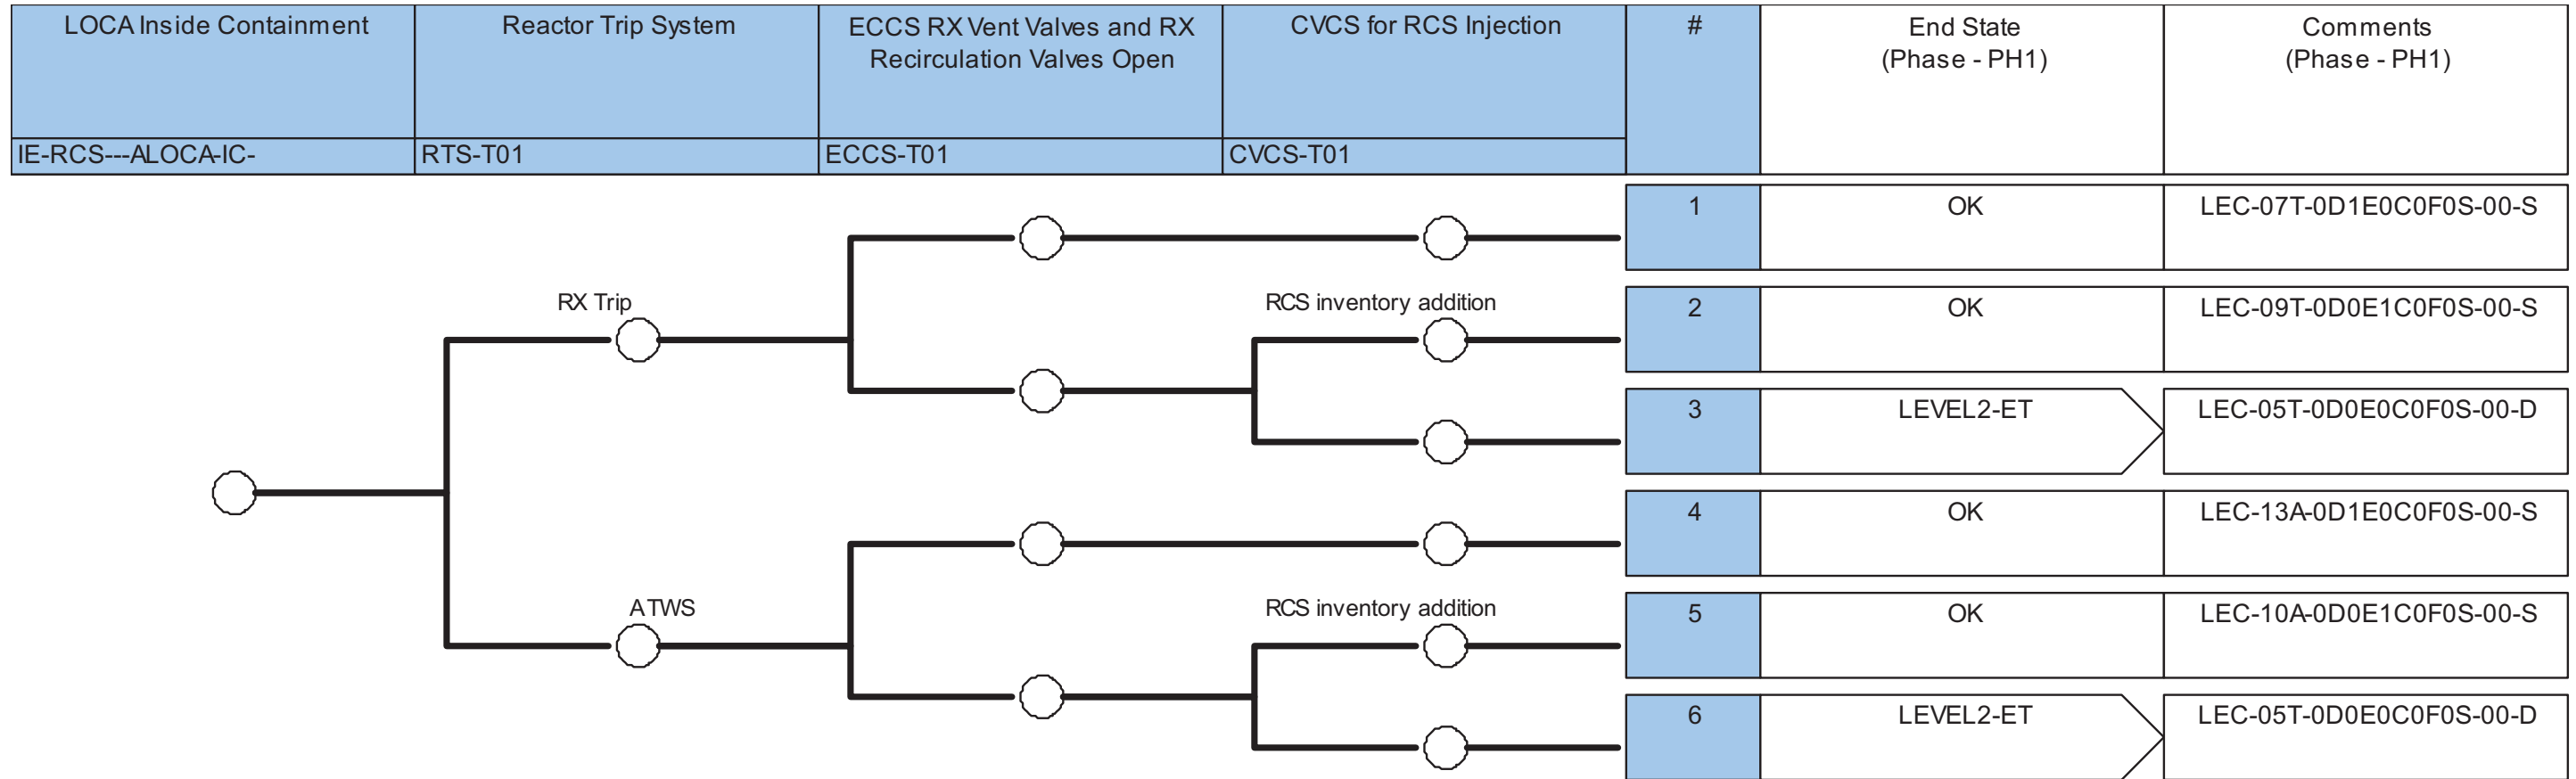 LOCA Inside Containment
Reactor Trip System
ECCS RX Vent Valves and RX
Recirculation Valves Open
CVCS for RCS Injection
#
End State
(Phase - PH1)
Comments
(Phase - PH1)
IE-RCS---ALOCA-IC-
RTS-T01
ECCS-T01
CVCS-T01
1
OK
LEC-07T-0D1E0C0F0S-00-S
RX Trip
RCS inventory addition
2
OK
LEC-09T-0D0E1C0F0S-00-S
3
LEVEL2-ET
LEC-05T-0D0E0C0F0S-00-D
4
OK
LEC-13A-0D1E0C0F0S-00-S
ATWS
RCS inventory addition
5
OK
LEC-10A-0D0E1C0F0S-00-S
6
LEVEL2-ET
LEC-05T-0D0E0C0F0S-00-D